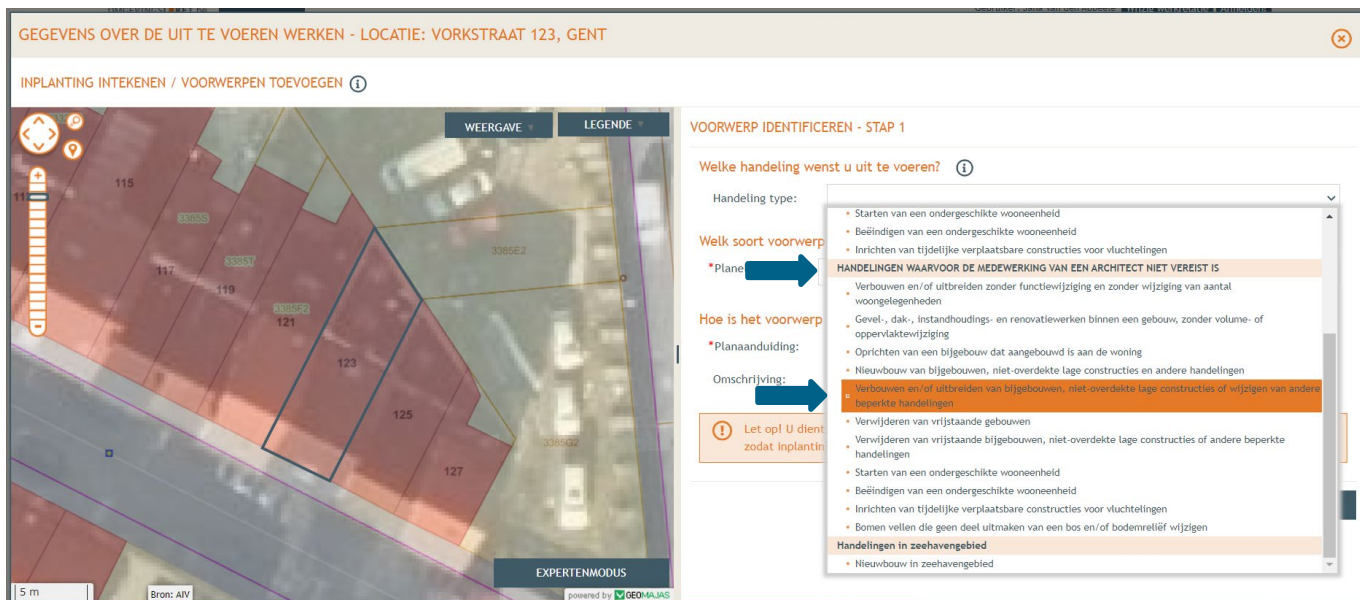 Gebruiker: Jana Van den Abbeele Wijzig werkrelatie Afmelden
GEGEVENS OVER DE UIT TE VOEREN WERKEN - LOCATIE: VORKSTRAAT 123, GENT
INPLANTING INTEKENEN / VOORWERPEN TOEVOEGEN
WEERGAVE
LEGENDE
115
3385S
117
3385T
119
3385F2
121
123
125
127
3385E2
3385G2
EXPERTENMODUS
5 m
Bron: AIV
powered by GEOMAJAS
VOORWERP IDENTIFICEREN - STAP 1
Welke handeling wenst u uit te voeren?
Handeling type:
Welk soort voorwerp
Hoe is het voorwerp
*Planaanduiding:
Omschrijving:
Let op! U dient
zodat inplantin
Starten van een ondergeschikte wooneenheid
Beëindigen van een ondergeschikte wooneenheid
Inrichten van tijdelijke verplaatsbare constructies voor vluchtelingen
HANDELINGEN WAARVOOR DE MEDEWERKING VAN EEN ARCHITECT NIET VEREIST IS
Verbouwen en/of uitbreiden zonder functiewijziging en zonder wijziging van aantal
woongelegenheden
Gevel-, dak-, instandhoudings- en renovatiewerken binnen een gebouw, zonder volume- of
oppervlaktewijziging
Oprichten van een bijgebouw dat aangebouwd is aan de woning
Nieuwbouw van bijgebouwen, niet-overdekte lage constructies en andere handelingen
Verbouwen en/of uitbreiden van bijgebouwen, niet-overdekte lage constructies of wijzigen van andere
beperkte handelingen
Verwijderen van vrijstaande gebouwen
Verwijderen van vrijstaande bijgebouwen, niet-overdekte lage constructies of andere beperkte
handelingen
Starten van een ondergeschikte wooneenheid
Beëindigen van een ondergeschikte wooneenheid
Inrichten van tijdelijke verplaatsbare constructies voor vluchtelingen
Bomen vellen die geen deel uitmaken van een bos en/of bodemreliëf wijzigen
Handelingen in zeehavengebied
Nieuwbouw in zeehavengebied